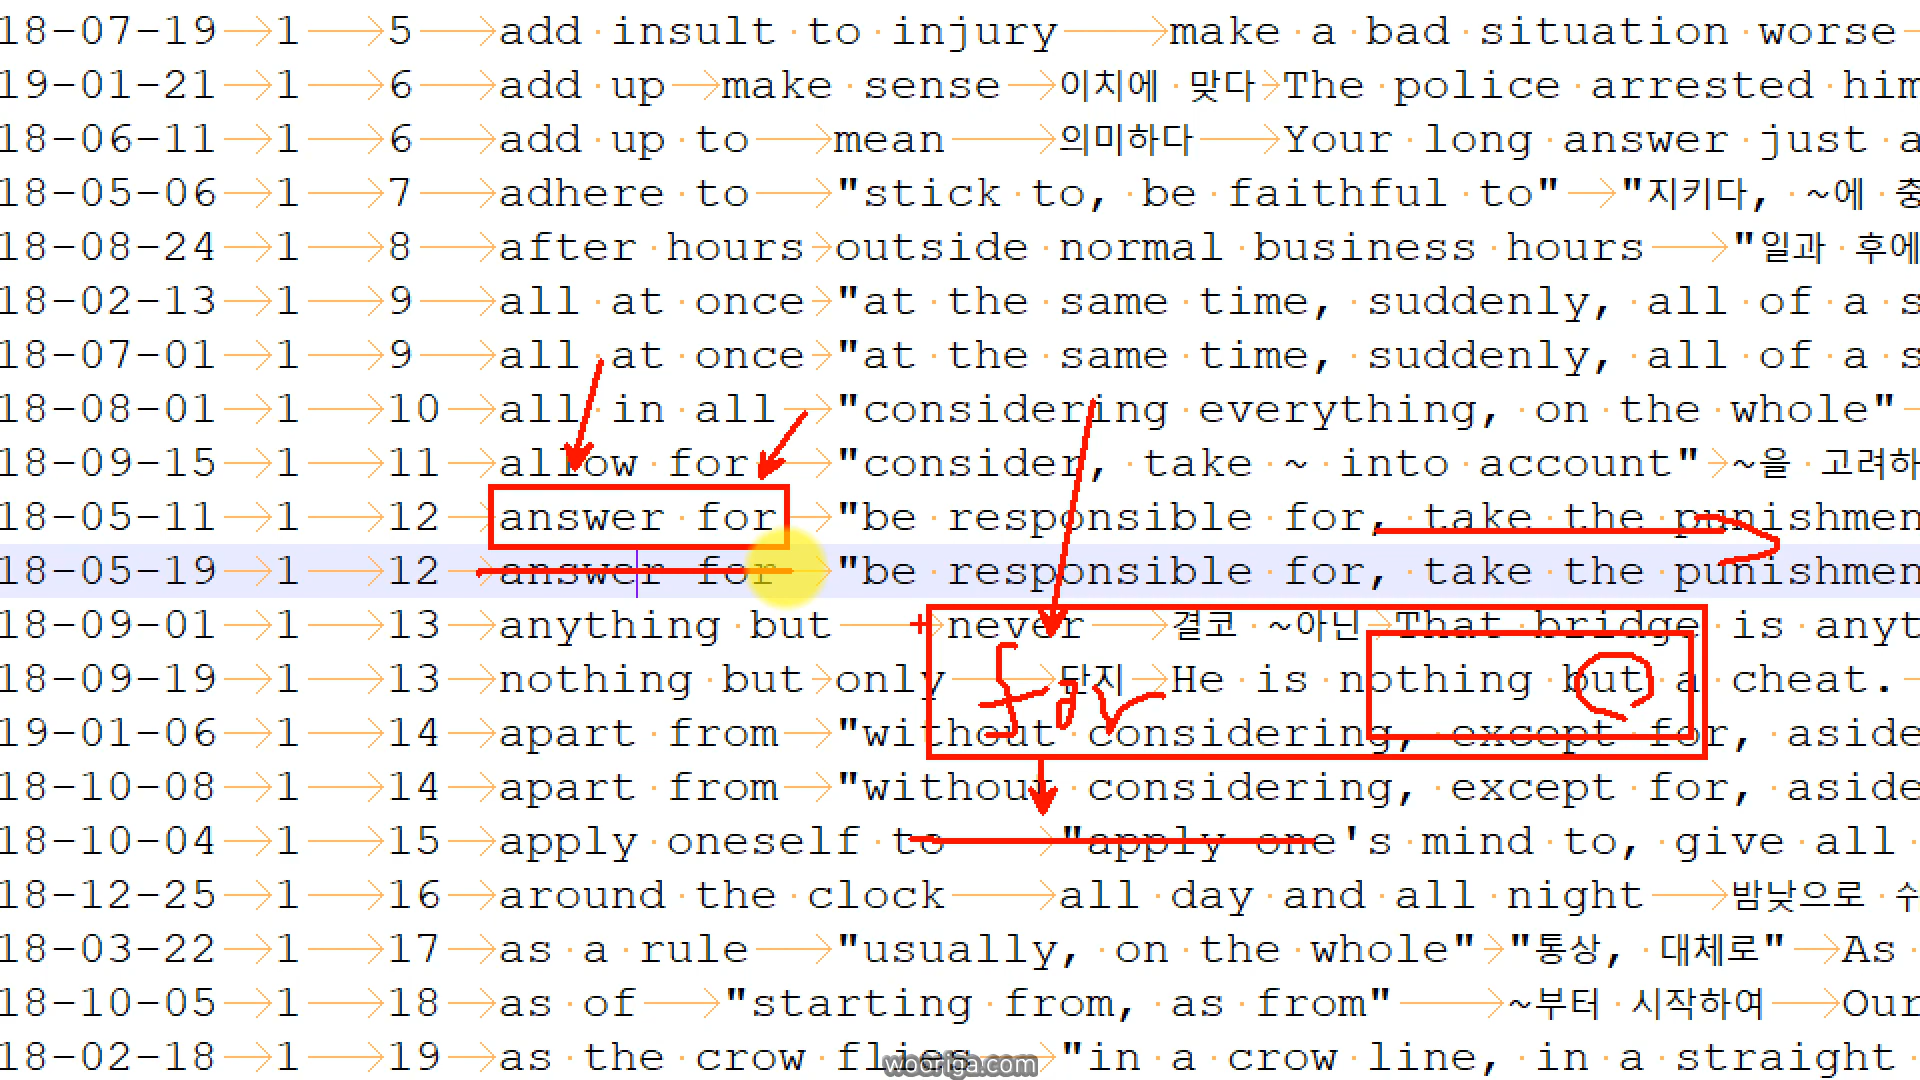 18-07-19 1 5 add insult to injury make a bad situation worse
19-01-21 1 6 add up make sense 이치에 맞다 The police arrested him
18-06-11 1 6 add up to mean 의미하다 Your long answer just a
18-05-06 1 7 adhere to "stick to, be faithful to" "지키다, ~에 충
18-08-24 1 8 after hours outside normal business hours "일과 후에
18-02-13 1 9 all at once "at the same time, suddenly, all of a s
18-07-01 1 9 all at once "at the same time, suddenly, all of a s
18-08-01 1 10 all in all "considering everything, on the whole"
18-09-15 1 11 allow for "consider, take ~ into account" ~을 고려하
18-05-11 1 12 answer for "be responsible for, take the punishmen
18-05-19 1 12 answer for "be responsible for, take the punishmen
18-09-01 1 13 anything but never 결코 ~아닌 That bridge is anyt
18-09-19 1 13 nothing but only 단지 He is nothing but a cheat.
far
19-01-06 1 14 apart from "without considering, except for, aside
18-10-08 1 14 apart from "without considering, except for, aside
18-10-04 1 15 apply oneself to "apply one's mind to, give all
18-12-25 1 16 around the clock all day and all night 밤낮으로 쉬
18-03-22 1 17 as a rule "usually, on the whole" "통상, 대체로" As
18-10-05 1 18 as of "starting from, as from" ~부터 시작하여 Our
18-02-18 1 19 as the crow flies "in a crow line, in a straight
wooriga.com